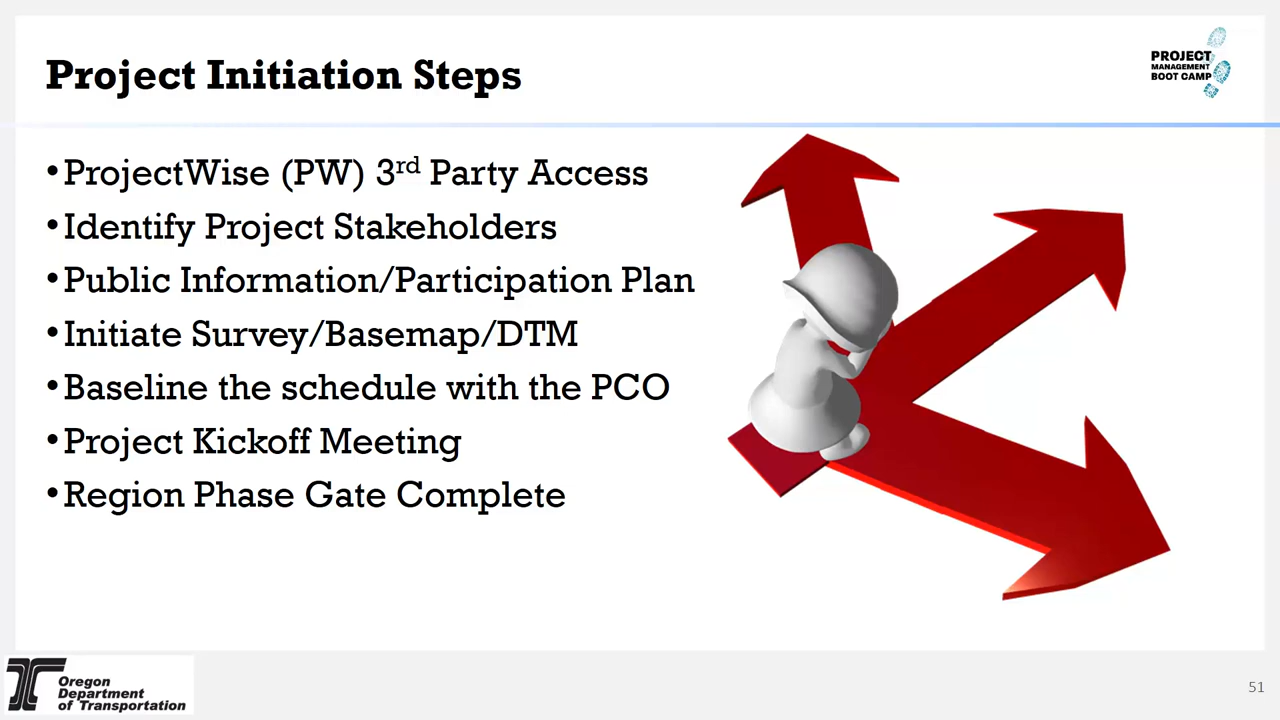 Project Initiation Steps
PROJECT
MANAGEMENT
BOOT CAMP
•ProjectWise (PW) 3rd Party Access
•Identify Project Stakeholders
•Public Information/Participation Plan
•Initiate Survey/Basemap/DTM
•Baseline the schedule with the PCO
•Project Kickoff Meeting
•Region Phase Gate Complete
Oregon
Department
of Transportation
51